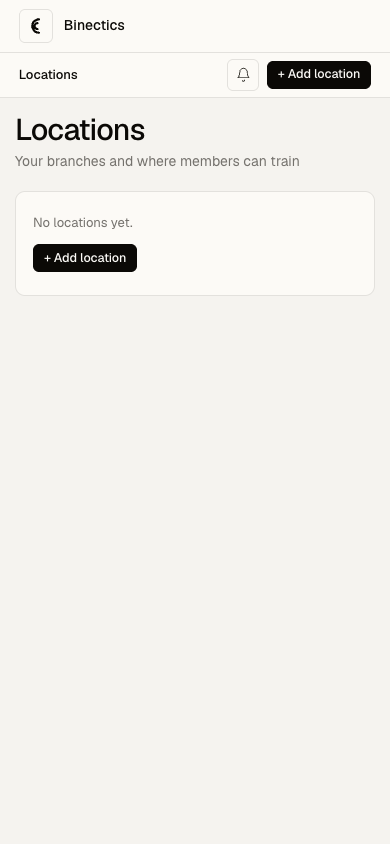 Binectics
Locations
+ Add location
Locations
Your branches and where members can train
No locations yet.
+ Add location